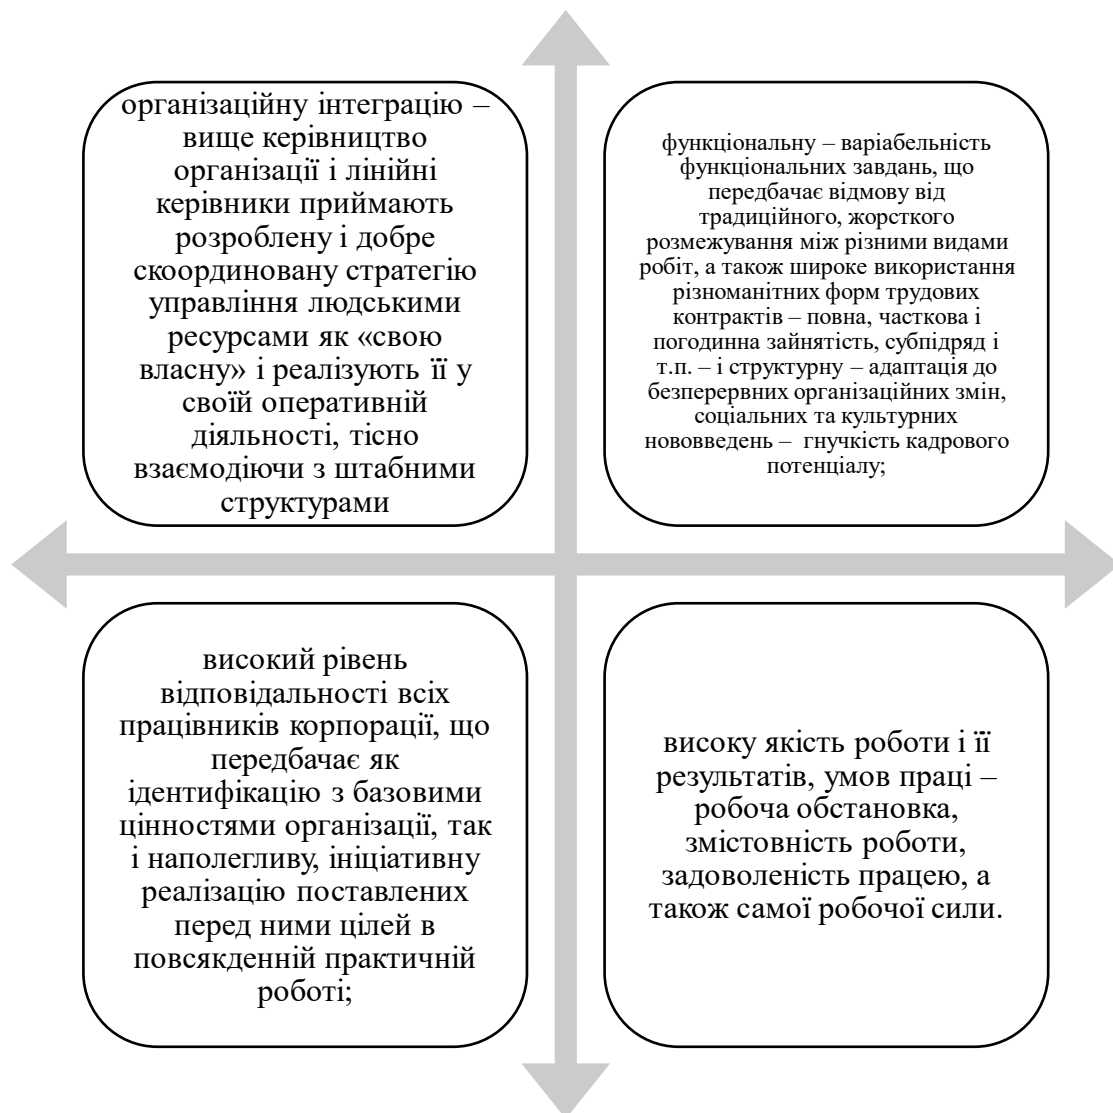 організаційну інтеграцію –
вище керівництво
організації і лінійні
керівники приймають
розроблену і добре
скоординовану стратегію
управління людськими
ресурсами як «свою
власну» і реалізують її у
своїй оперативній
діяльності, тісно
взаємодіючи з штабними
структурами
функціональну – варіабельність
функціональних завдань, що
передбачає відмову від
традиційного, жорсткого
розмежування між різними видами
робіт, а також широке використання
різноманітних форм трудових
контрактів – повна, часткова і
погодинна зайнятість, субпідряд і
т.п. – і структурну – адаптація до
безперервних організаційних змін,
соціальних та культурних
нововведень – гнучкість кадрового
потенціалу;
високий рівень
відповідальності всіх
працівників корпорації, що
передбачає як
ідентифікацію з базовими
цінностями організації, так
і наполегливу, ініціативну
реалізацію поставлених
перед ними цілей в
повсякденній практичній
роботі;
високу якість роботи і її
результатів, умов праці –
робоча обстановка,
змістовність роботи,
задоволеність працею, а
також самої робочої сили.